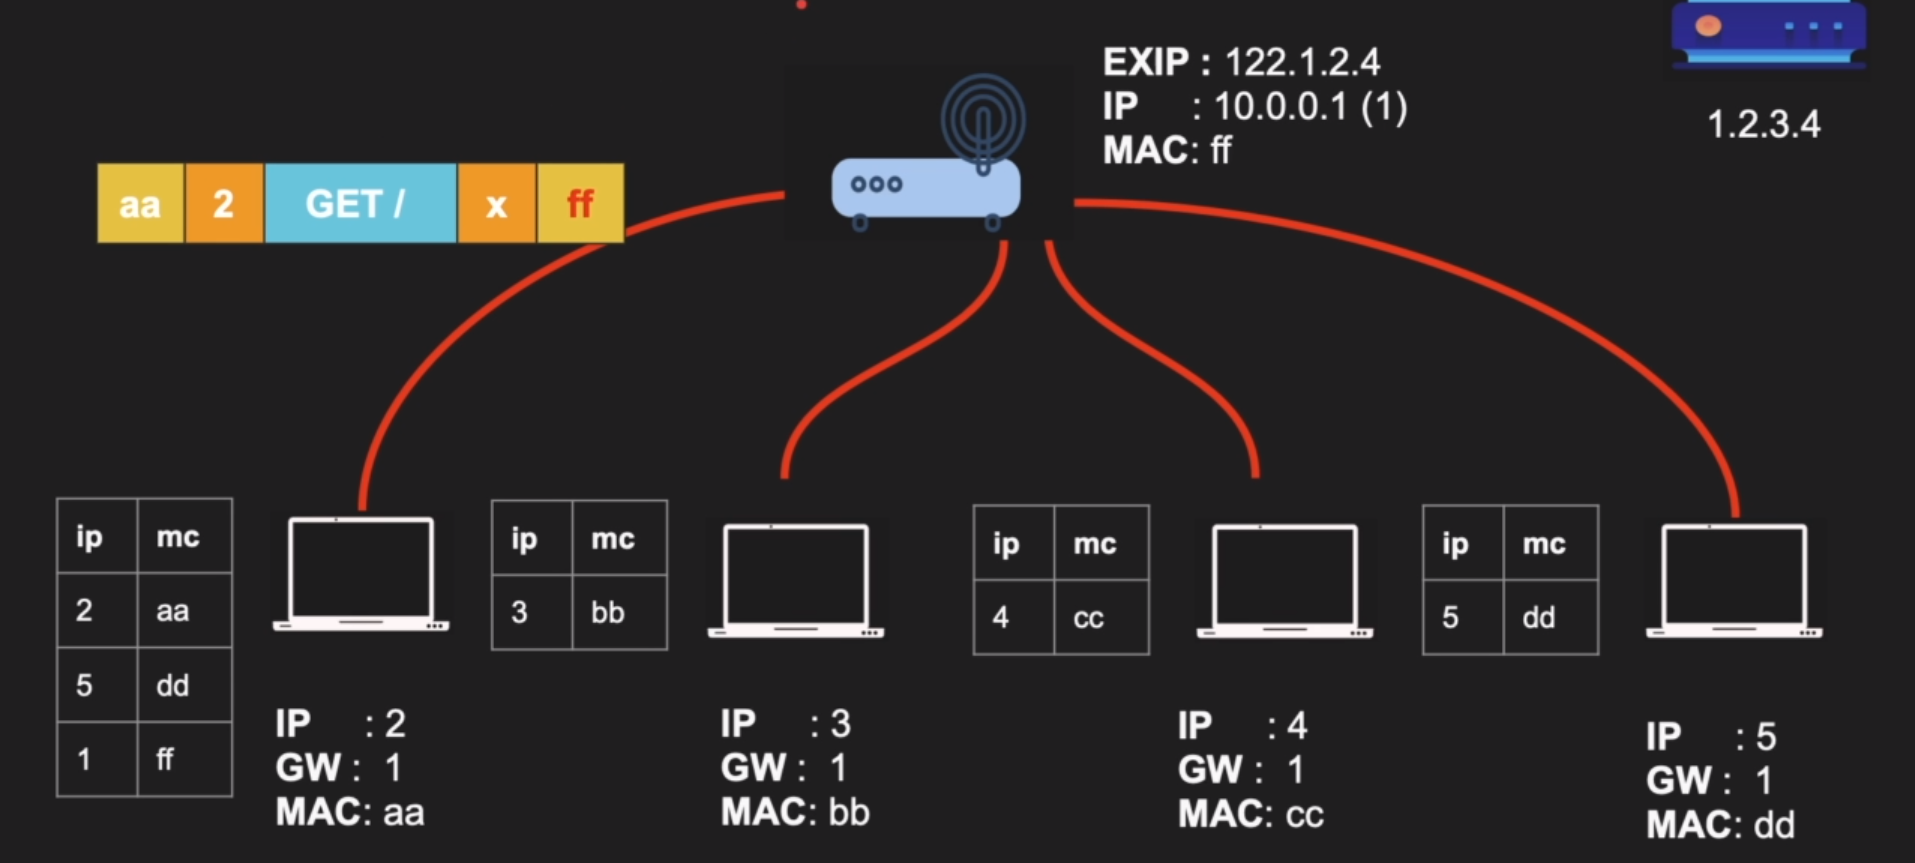 EXIP : 122.1.2.4
IP : 10.0.0.1 (1)
MAC: ff
1.2.3.4
aa 2 GET / x ff
ip mc
2 aa
5 dd
1 ff
IP : 2
GW : 1
MAC: aa
ip mc
3 bb
IP : 3
GW : 1
MAC: bb
ip mc
4 cc
IP : 4
GW : 1
MAC: cc
ip mc
5 dd
IP : 5
GW : 1
MAC: dd